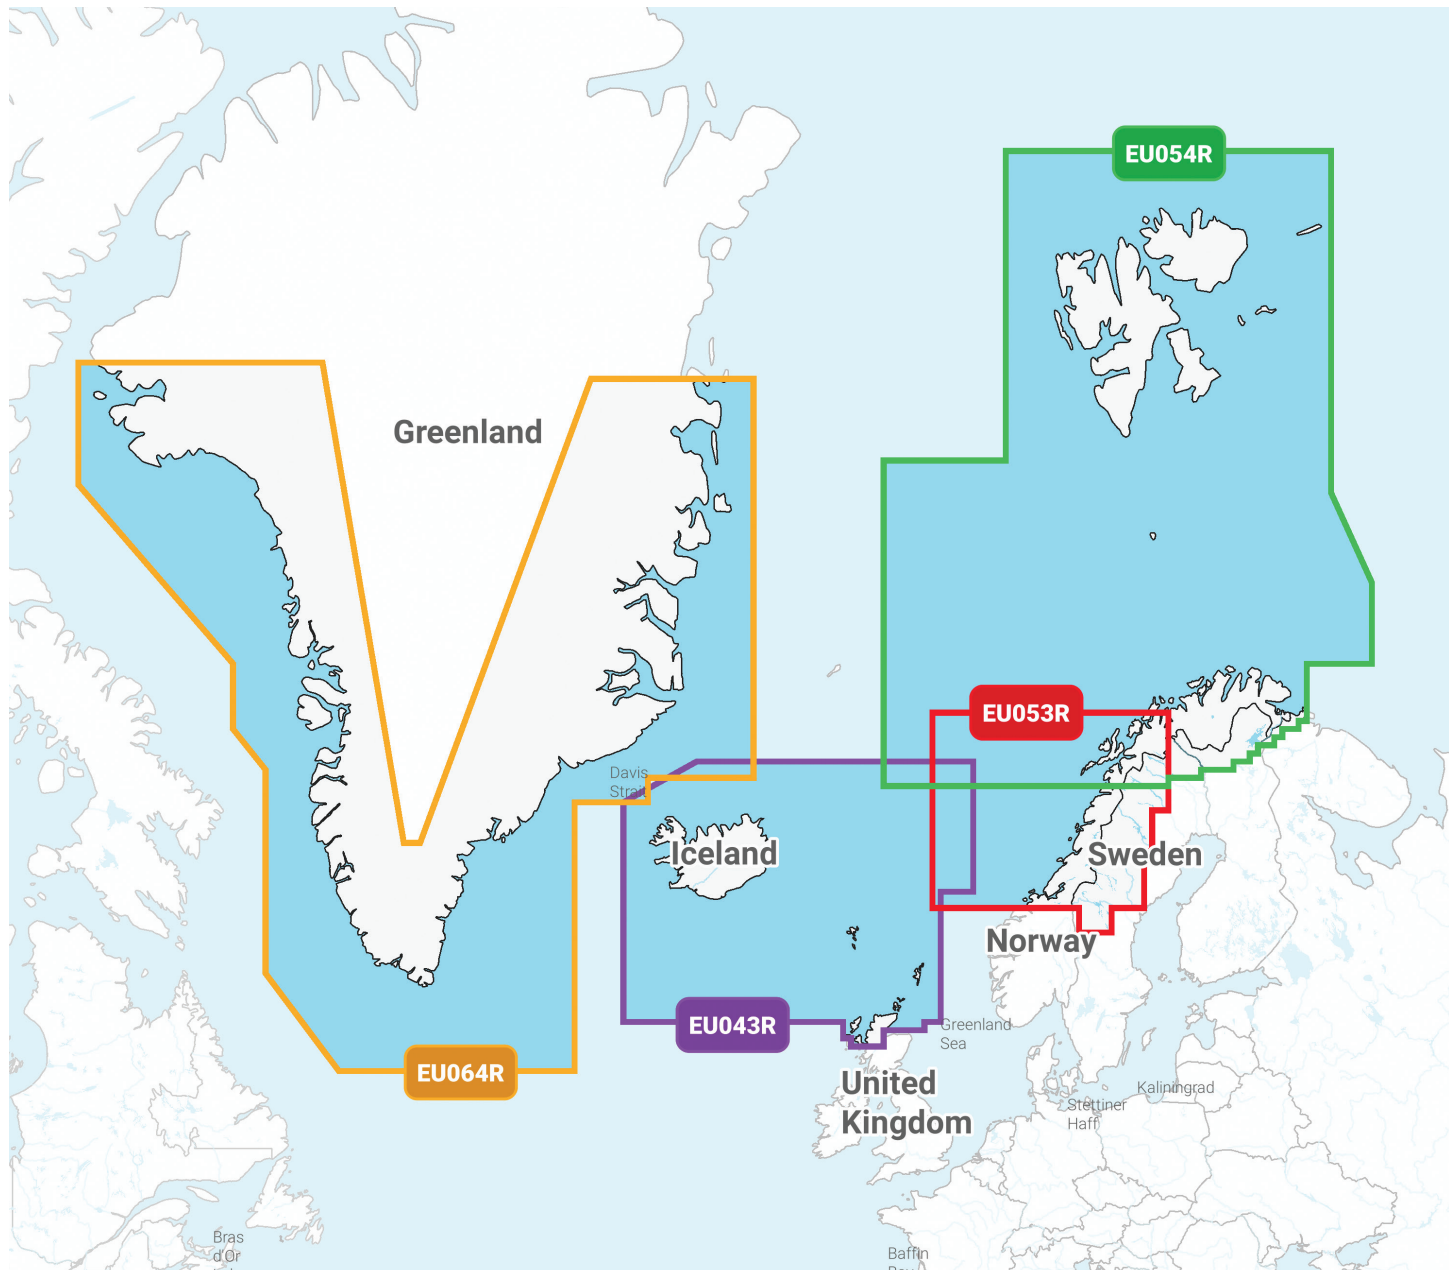 EU054R
Greenland
EU053R
Davis
Strait
Iceland
Sweden
Norway
EU043R
Greenland
Sea
EU064R
United
Kingdom
Kaliningrad
Stettiner
Haff
Bras
d'Or
Baffin